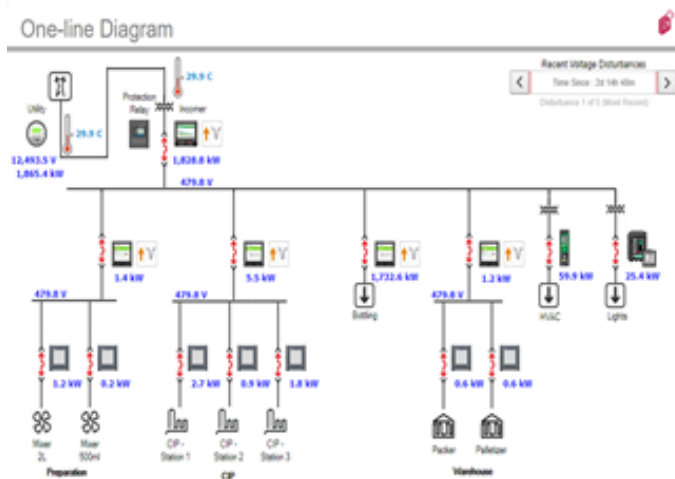 One-line Diagram
Recent Voltage Disturbances
Time Since : 2d 14h 48m
Disturbance 1 of 5 (Most Recent)
29.9 C
Protection
Relay
Incomer
Utility
29.9 C
12,493.5 V
1,865.4 kW
1,828.8 kW
479.8 V
1.4 kW
5.5 kW
1,732.6 kW
1.2 kW
59.9 kW
25.4 kW
479.8 V
479.8 V
Bottling
479.8 V
HVAC
Lights
1.2 kW
0.2 kW
2.7 kW
0.9 kW
1.8 kW
0.6 kW
0.6 kW
Mixer
2L
Mixer
500ml
CIP -
Station 1
CIP -
Station 2
CIP -
Station 3
Packer
Palletizer
Preparation
CIP
Warehouse